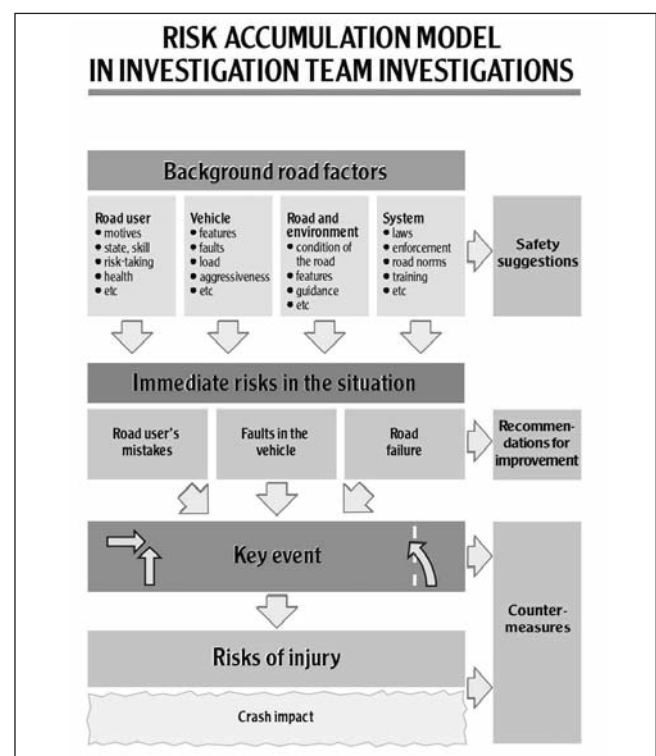 RISK ACCUMULATION MODEL
IN INVESTIGATION TEAM INVESTIGATIONS
Background road factors
Road user
• motives
• state, skill
• risk-taking
• health
• etc
Vehicle
• features
• faults
• load
• aggressiveness
• etc
Road and
environment
• condition of
the road
• features
• guidance
• etc
System
• laws
• enforcement
• road norms
• training
• etc
Safety
suggestions
Immediate risks in the situation
Road user's
mistakes
Faults in the
vehicle
Road
failure
Recommen-
dations for
improvement
Key event
Counter-
measures
Risks of injury
Crash impact